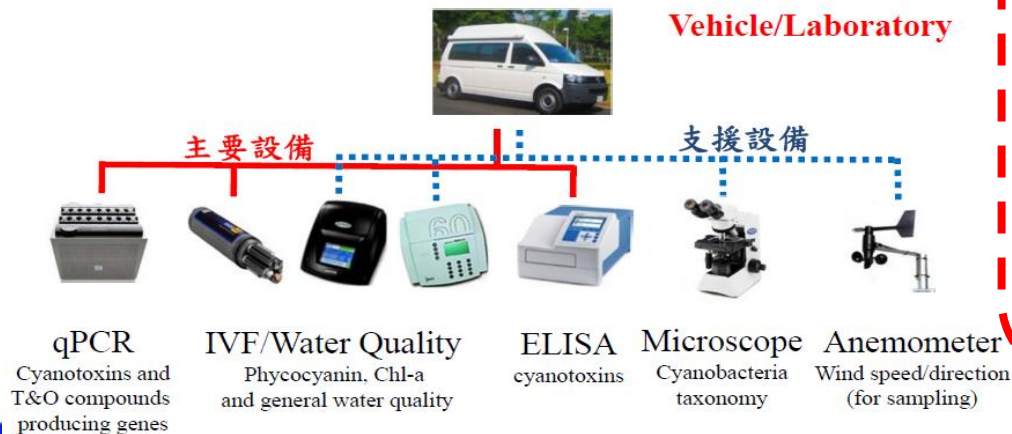 Vehicle/Laboratory
主要設備
支援設備
60
qPCR
Cyanotoxins and
T&O compounds
producing genes
IVF/Water Quality
Phycocyanin, Chl-a
and general water quality
ELISA
cyanotoxins
Microscope
Cyanobacteria
taxonomy
Anemometer
Wind speed/direction
(for sampling)